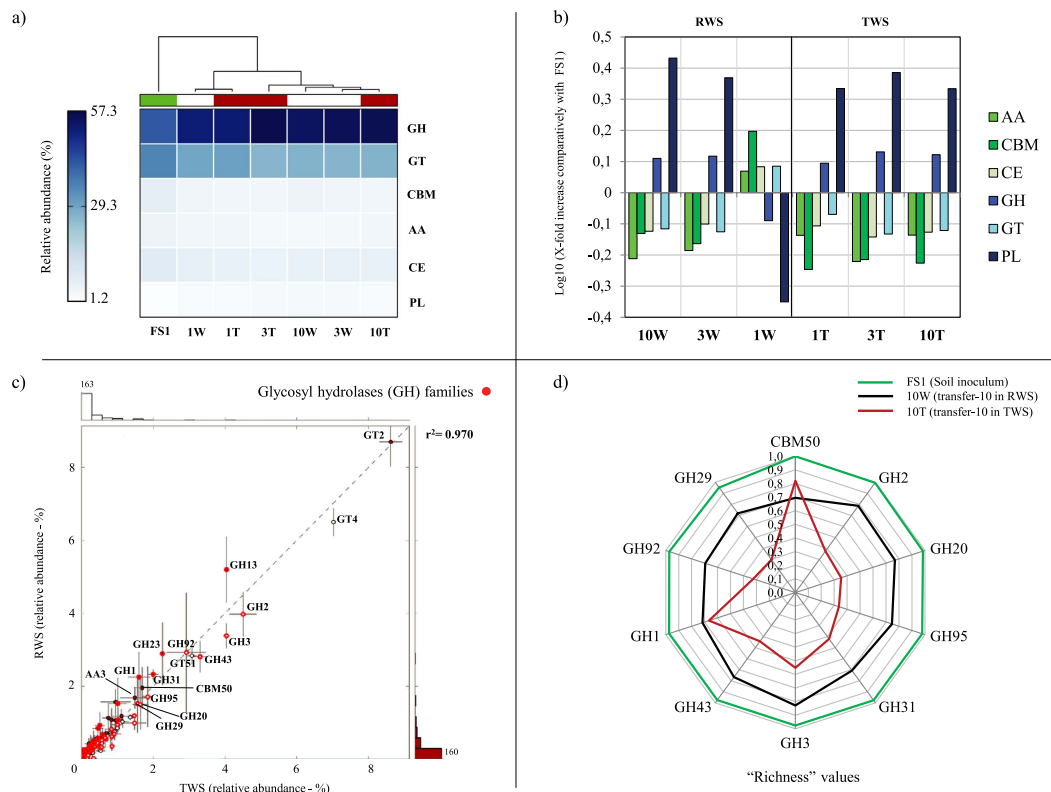 a)
57.3
29.3
1.2
Relative abundance (%)
GH
GT
CBM
AA
CE
PL
FS1 1W 1T 3T 10W 3W 10T
b)
RWS TWS
0,5
0,4
0,3
0,2
0,1
0
-0,1
-0,2
-0,3
-0,4
Log10 (X-fold increase comparatively with FS1)
10W 3W 1W 1T 3T 10T
AA
CBM
CE
GH
GT
PL
c)
163
Glycosyl hydrolases (GH) families
r²= 0.970
GT2
GT4
GH13
GH2
GH3
GH23
GH92
GT51
GH43
GH1
GH31
AA3
CBM50
GH95
GH20
GH29
8
6
4
2
0 2 4 6 8
160
RWS (relative abundance - %)
TWS (relative abundance - %)
d)
FS1 (Soil inoculum)
10W (transfer-10 in RWS)
10T (transfer-10 in TWS)
CBM50
GH2
GH20
GH95
GH31
GH3
GH43
GH1
GH92
GH29
1,0
0,9
0,8
0,7
0,6
0,5
0,4
0,3
0,2
0,1
0,0
“Richness” values